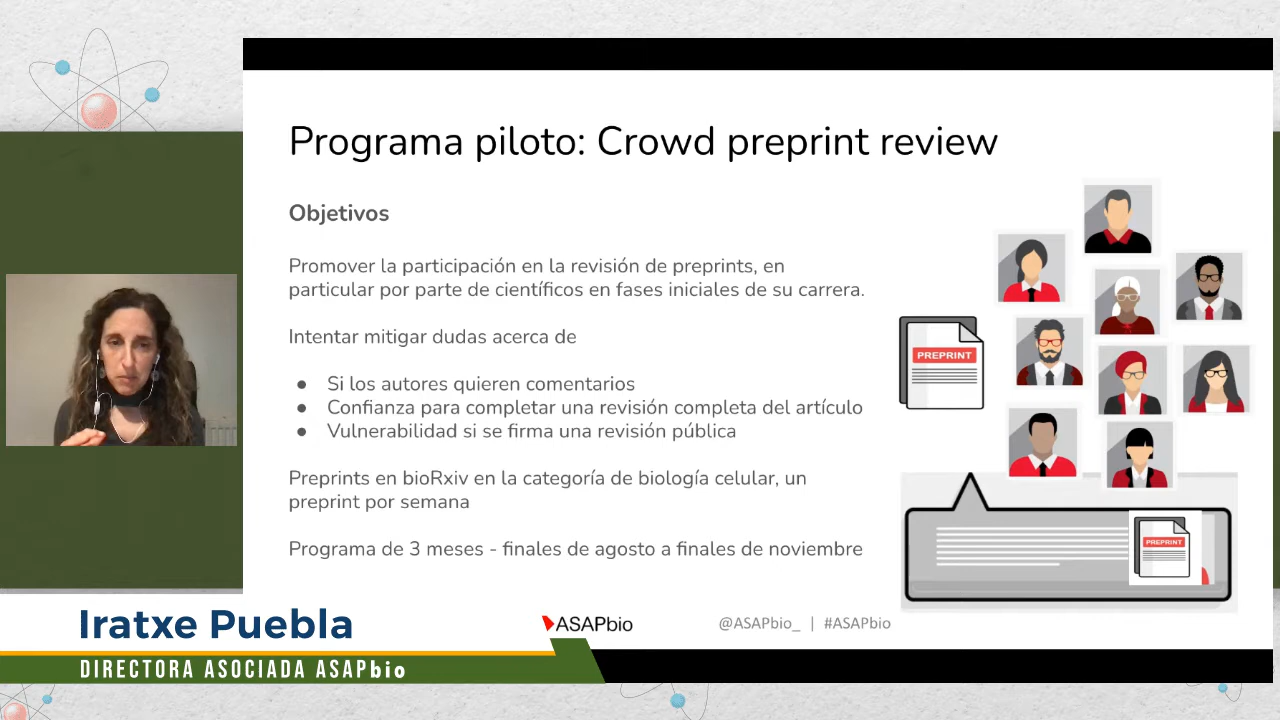 Programa piloto: Crowd preprint review
Objetivos
Promover la participación en la revisión de preprints, en
particular por parte de científicos en fases iniciales de su carrera.
Intentar mitigar dudas acerca de
● Si los autores quieren comentarios
● Confianza para completar una revisión completa del artículo
● Vulnerabilidad si se firma una revisión pública
Preprints en bioRxiv en la categoría de biología celular, un
preprint por semana
Programa de 3 meses - finales de agosto a finales de noviembre
PREPRINT
PREPRINT
ASAPbio
@ASAPbio_ | #ASAPbio
Iratxe Puebla
DIRECTORA ASOCIADA ASAPbio